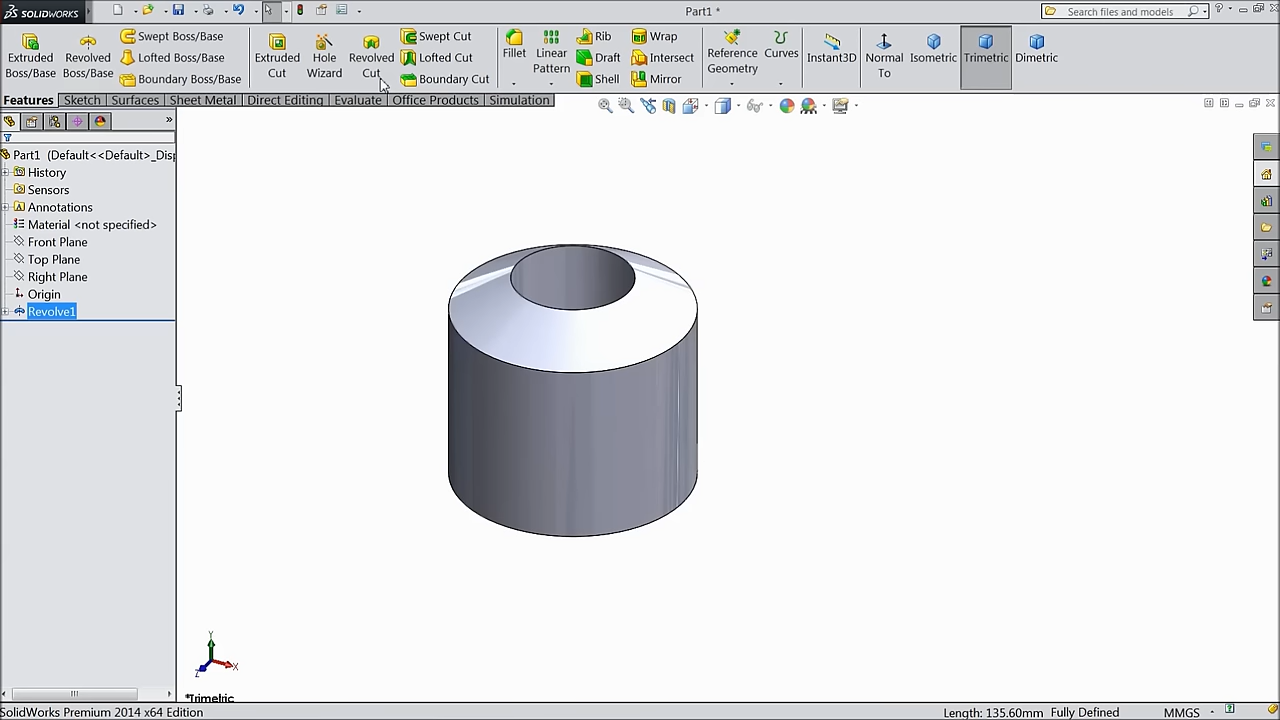 SOLIDWORKS
Part1 *
Search files and models
Extruded Boss/Base
Revolved Boss/Base
Swept Boss/Base
Lofted Boss/Base
Boundary Boss/Base
Extruded Cut
Hole Wizard
Revolved Cut
Swept Cut
Lofted Cut
Boundary Cut
Fillet
Linear Pattern
Rib
Draft
Shell
Wrap
Intersect
Mirror
Reference Geometry
Curves
Instant3D
Normal To
Isometric
Trimetric
Dimetric
Features
Sketch
Surfaces
Sheet Metal
Direct Editing
Evaluate
Office Products
Simulation
Part1 (Default<<Default>_Disp
History
Sensors
Annotations
Material <not specified>
Front Plane
Top Plane
Right Plane
Origin
Revolve1
Y
X
Z
*Trimetric
SolidWorks Premium 2014 x64 Edition
Length: 135.60mm
Fully Defined
MMGS